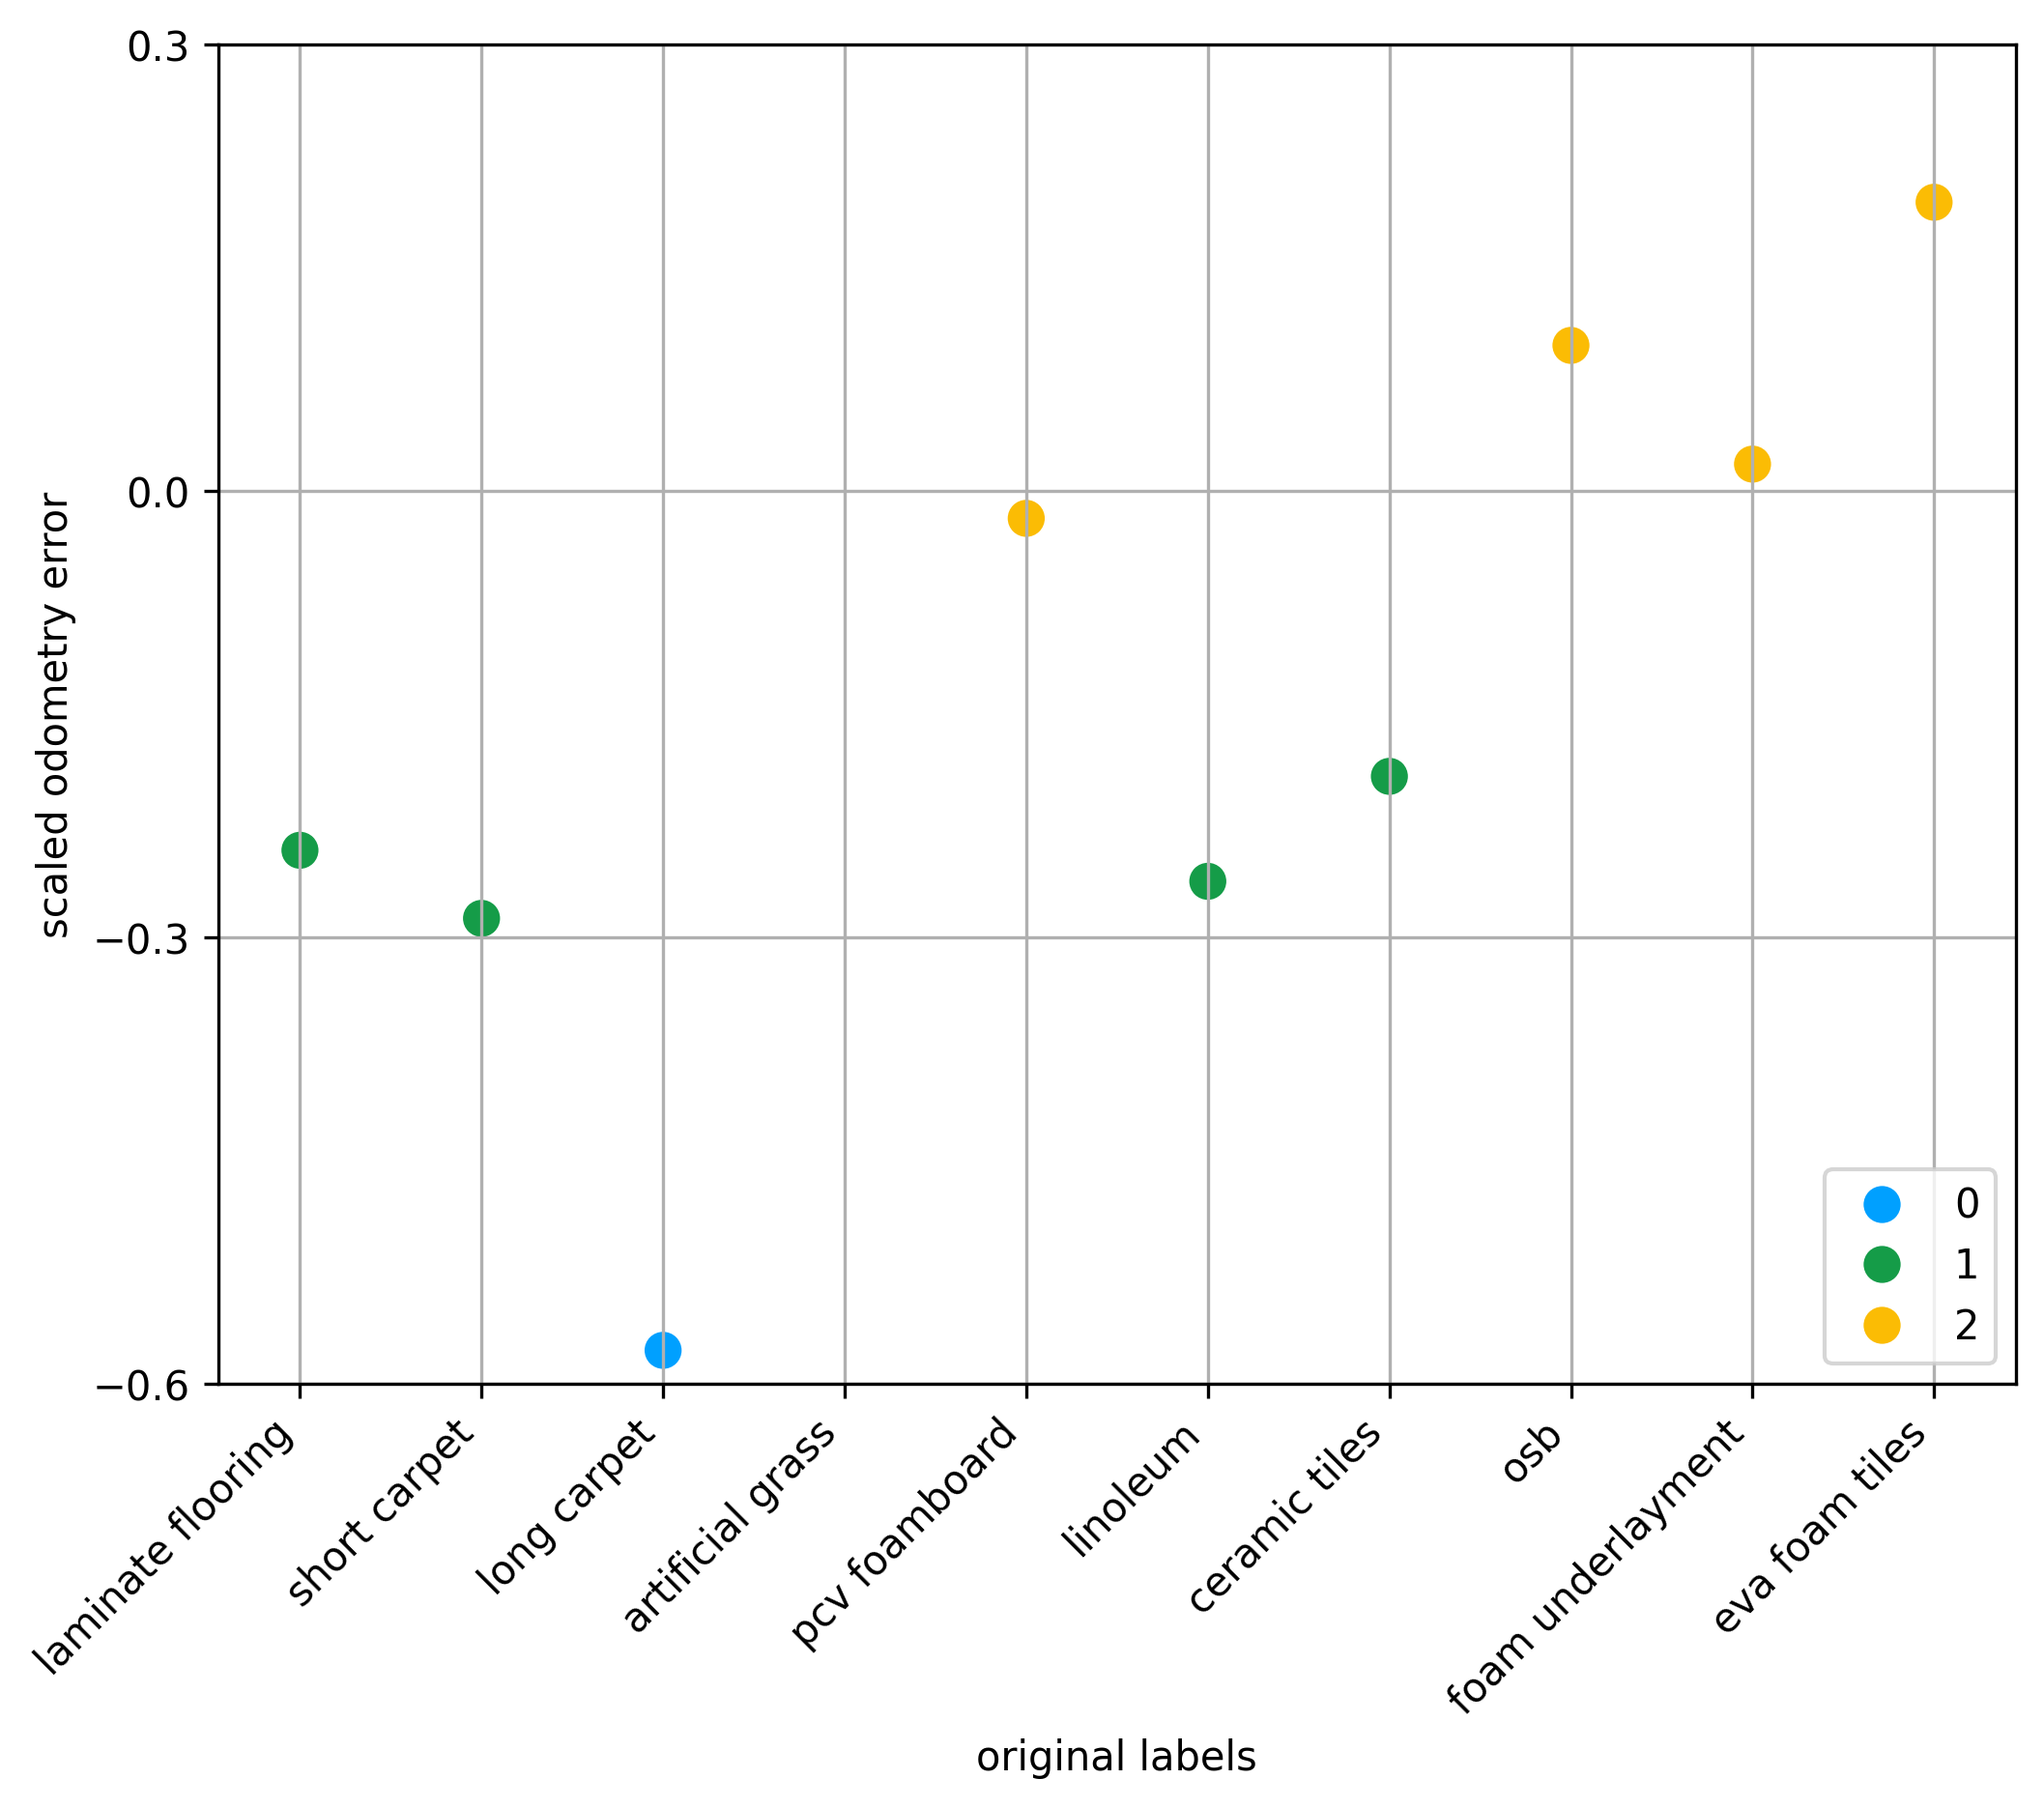 0.3
0.0
−0.3
−0.6
scaled odometry error
0
1
2
laminate flooring
short carpet
long carpet
artificial grass
pcv foamboard
linoleum
ceramic tiles
osb
foam underlayment
eva foam tiles
original labels